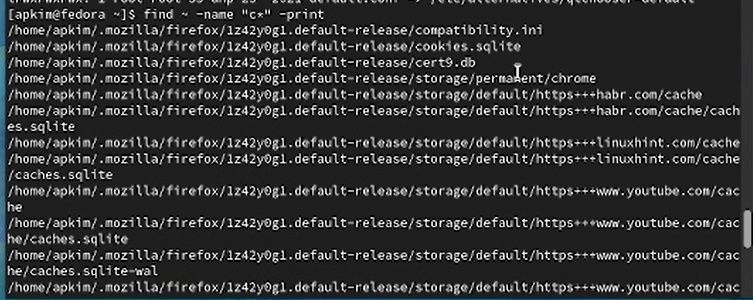 [apkim@fedora ~]$ find ~ -name "c*" -print
/home/apkim/.mozilla/firefox/1z42y0g1.default-release/compatibility.ini
/home/apkim/.mozilla/firefox/1z42y0g1.default-release/cookies.sqlite
/home/apkim/.mozilla/firefox/1z42y0g1.default-release/cert9.db
/home/apkim/.mozilla/firefox/1z42y0g1.default-release/storage/permanent/chrome
/home/apkim/.mozilla/firefox/1z42y0g1.default-release/storage/default/https+++habr.com/cache
/home/apkim/.mozilla/firefox/1z42y0g1.default-release/storage/default/https+++habr.com/cache/cach
es.sqlite
/home/apkim/.mozilla/firefox/1z42y0g1.default-release/storage/default/https+++linuxhint.com/cache
/home/apkim/.mozilla/firefox/1z42y0g1.default-release/storage/default/https+++linuxhint.com/cache
/caches.sqlite
/home/apkim/.mozilla/firefox/1z42y0g1.default-release/storage/default/https+++www.youtube.com/cac
he
/home/apkim/.mozilla/firefox/1z42y0g1.default-release/storage/default/https+++www.youtube.com/cac
he/caches.sqlite
/home/apkim/.mozilla/firefox/1z42y0g1.default-release/storage/default/https+++www.youtube.com/cac
he/caches.sqlite-wal
/home/apkim/.mozilla/firefox/1z42y0g1.default-release/storage/default/https+++www.youtube.com/cac